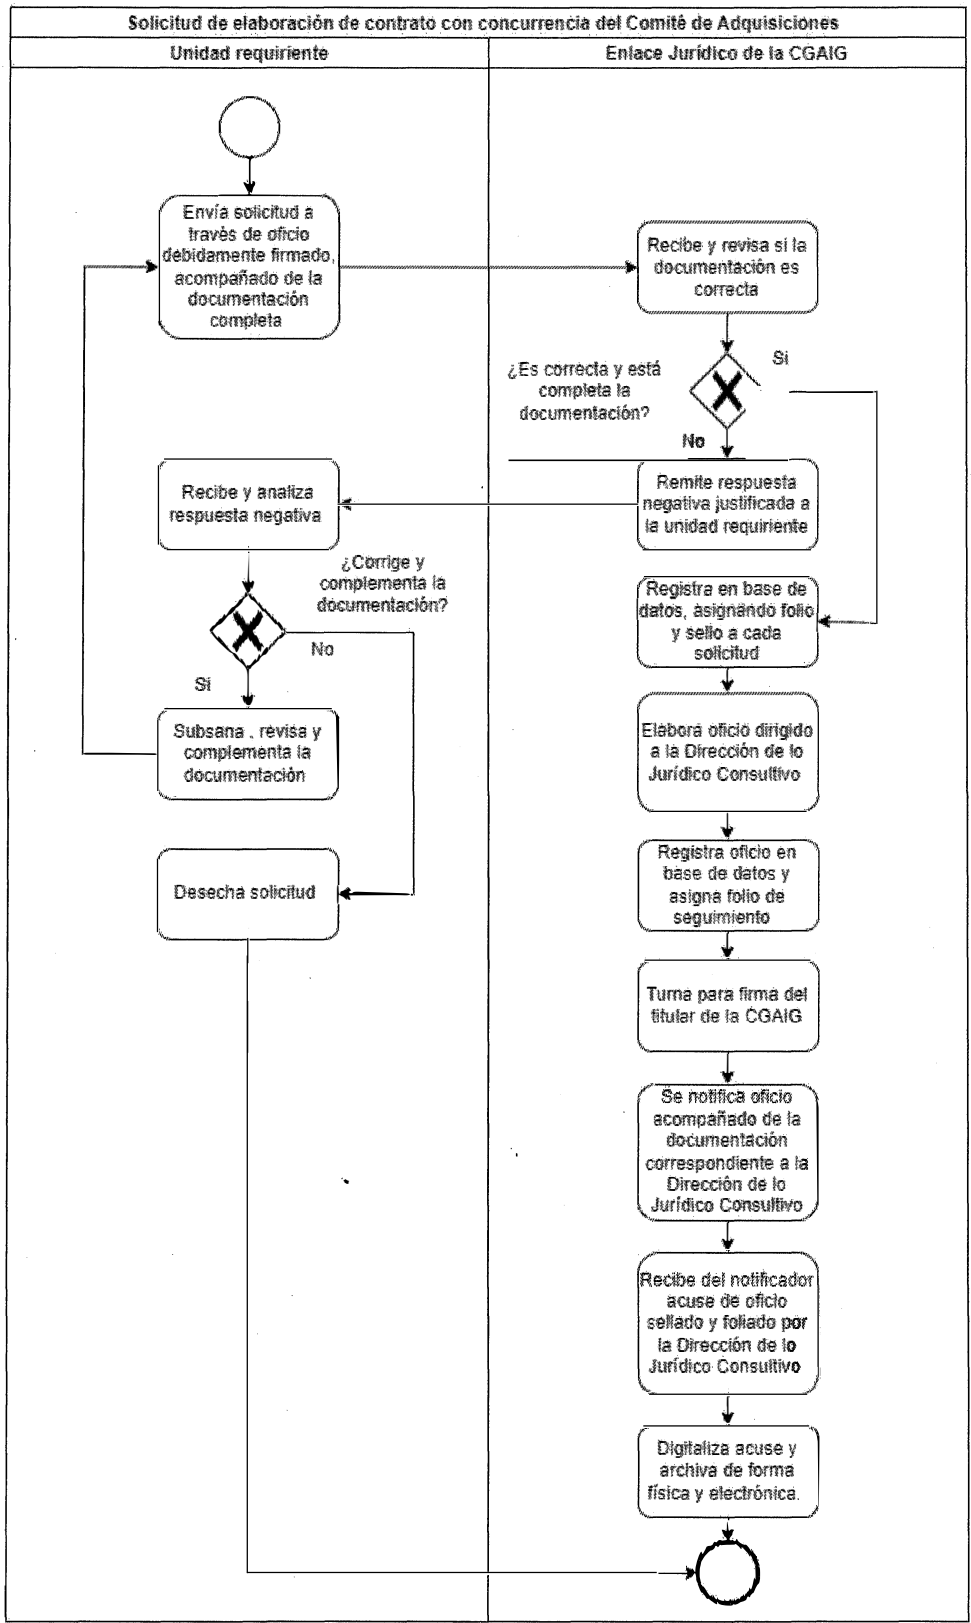 Solicitud de elaboración de contrato con concurrencia del Comité de Adquisiciones
Unidad requiriente
Enlace Jurídico de la CGAIG
Envía solicitud a
través de oficio
debidamente firmado,
acompañado de la
documentación
completa
Recibe y revisa si la
documentación es
correcta
Si
¿Es correcta y está
completa la
documentación?
No
Remite respuesta
negativa justificada a
la unidad requiriente
Recibe y analiza
respuesta negativa
¿Corrige y
complementa la
documentación?
No
Si
Subsana , revisa y
complementa la
documentación
Desecha solicitud
Registra en base de
datos, asignando folio
y sello a cada
solicitud
Elabora oficio dirigido
a la Dirección de lo
Jurídico Consultivo
Registra oficio en
base de datos y
asigna folio de
seguimiento
Turna para firma del
titular de la CGAIG
Se notifica oficio
acompañado de la
documentación
correspondiente a la
Dirección de lo
Jurídico Consultivo
Recibe del notificador
acuse de oficio
sellado y foliado por
la Dirección de lo
Jurídico Consultivo
Digitaliza acuse y
archiva de forma
física y electrónica.